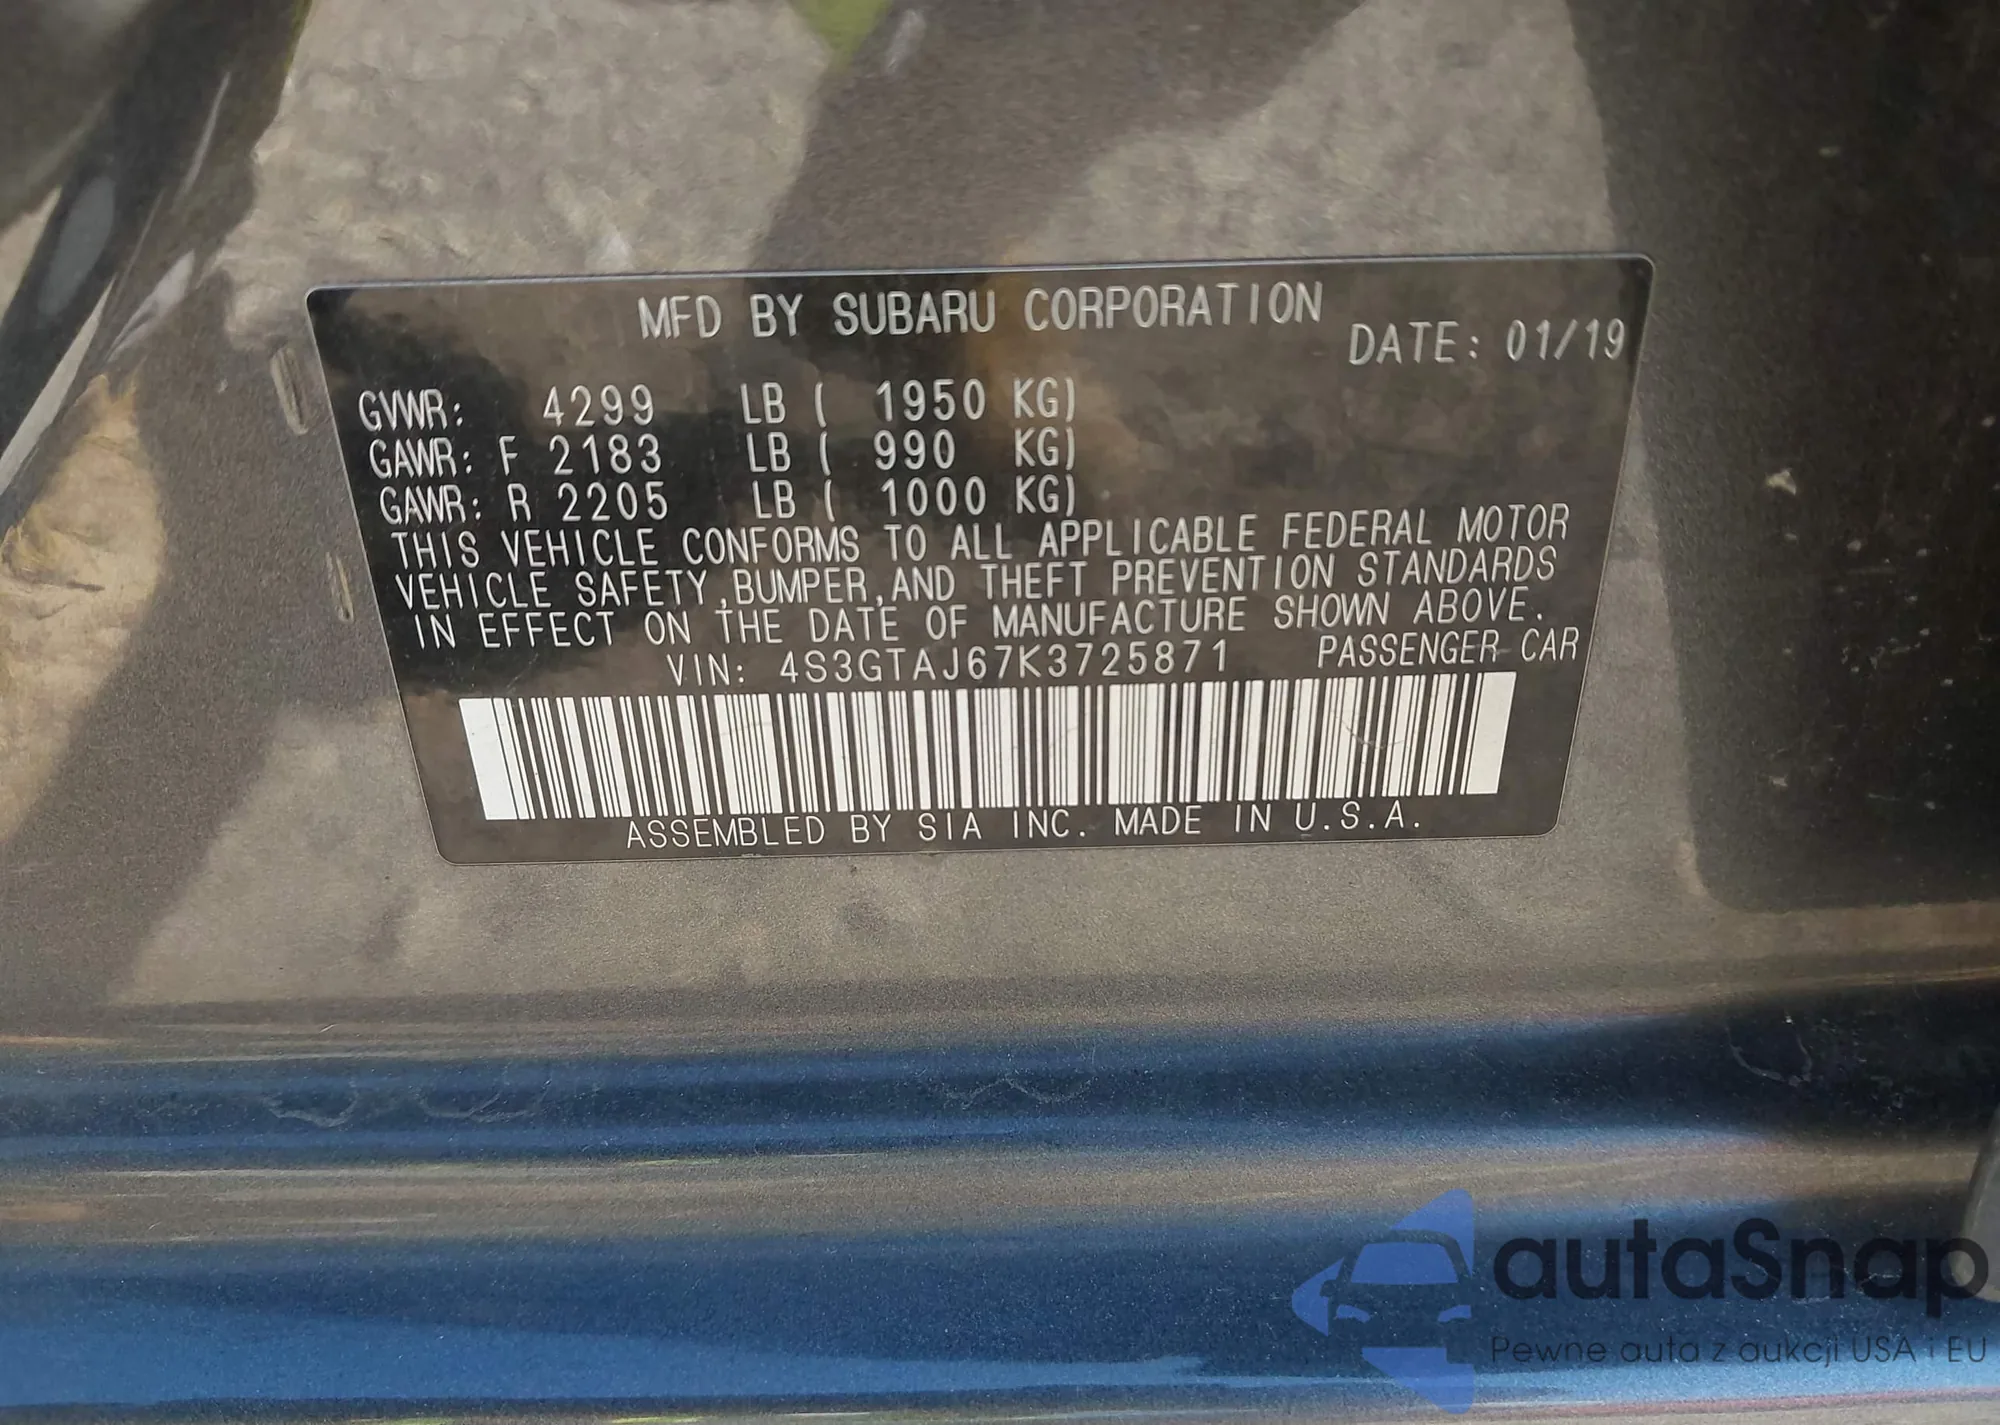 MFD BY SUBARU CORPORATION
DATE: 01/19
GVWR: 4299 LB ( 1950 KG)
GAWR: F 2183 LB ( 990 KG)
GAWR: R 2205 LB ( 1000 KG)
THIS VEHICLE CONFORMS TO ALL APPLICABLE FEDERAL MOTOR
VEHICLE SAFETY,BUMPER,AND THEFT PREVENTION STANDARDS
IN EFFECT ON THE DATE OF MANUFACTURE SHOWN ABOVE.
VIN: 4S3GTAJ67K3725871 PASSENGER CAR
ASSEMBLED BY SIA INC. MADE IN U.S.A.
autaSnap
Pewne auta z aukcji USA i EU